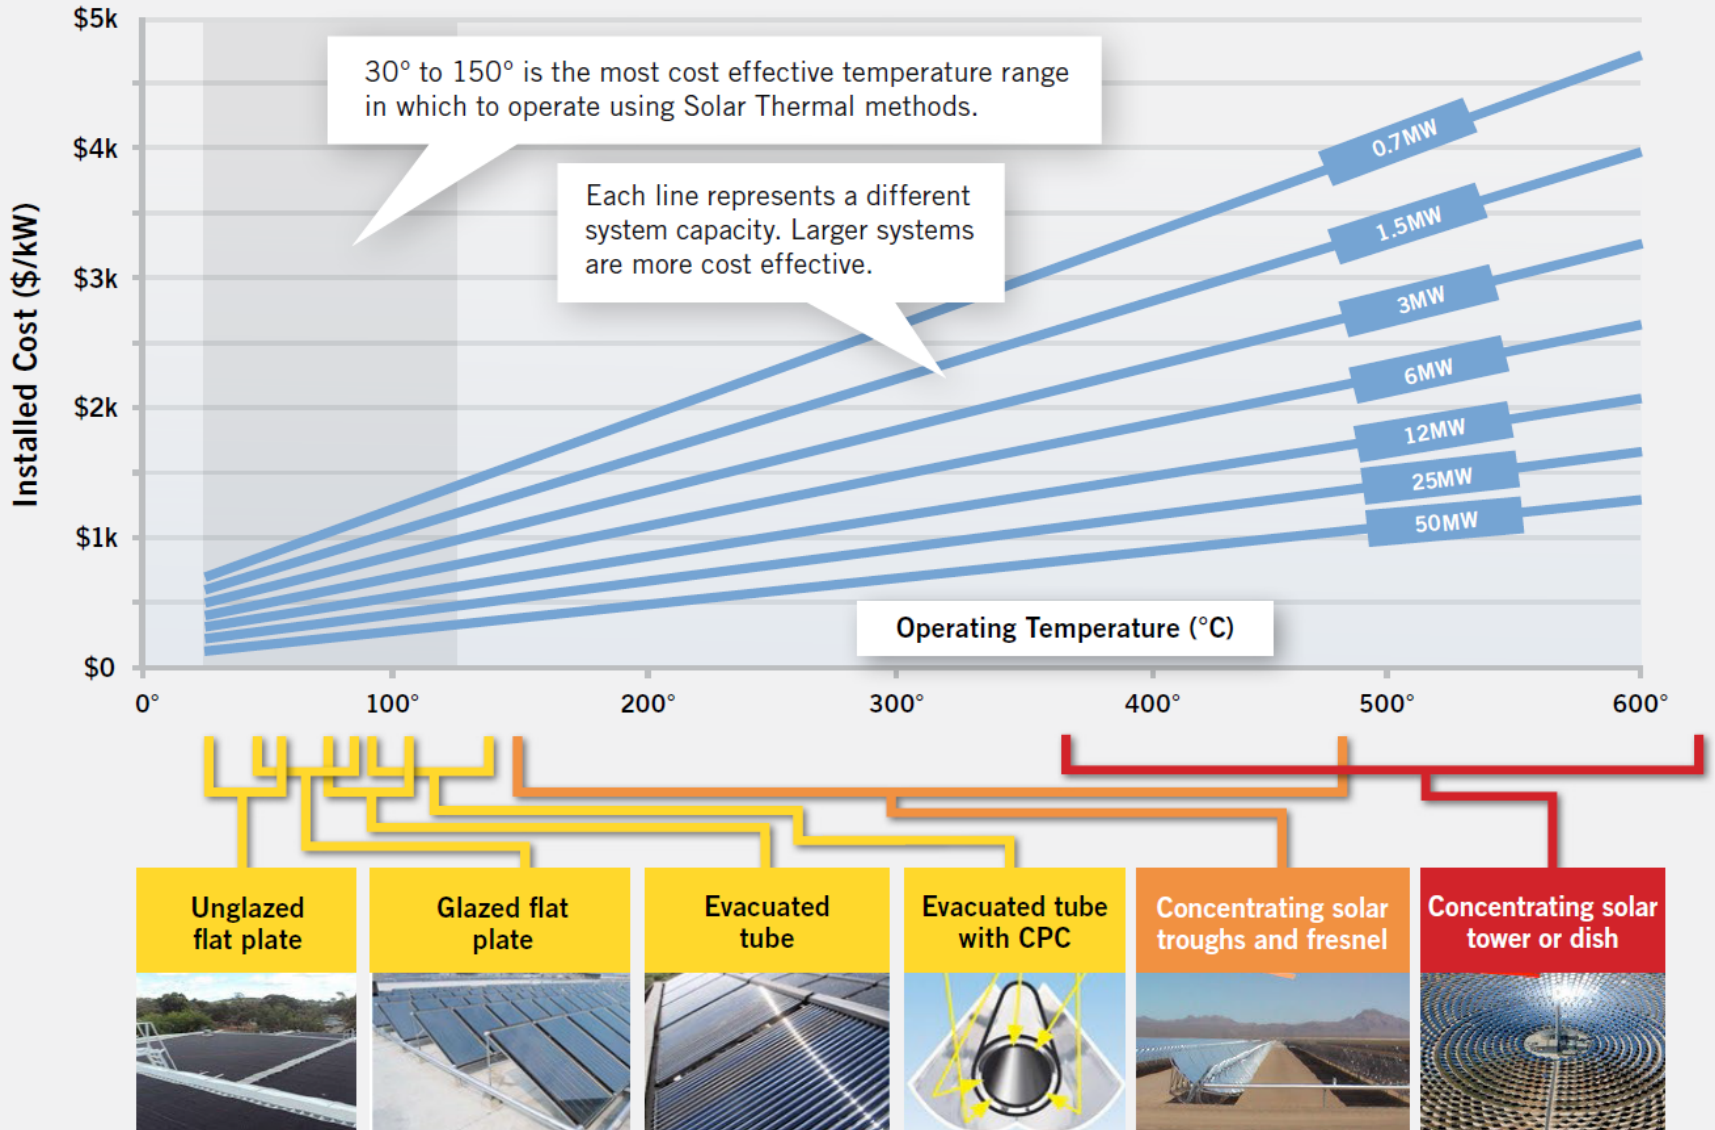 $5k
30° to 150° is the most cost effective temperature range
in which to operate using Solar Thermal methods.
$4k
0.7MW
Each line represents a different
system capacity. Larger systems
are more cost effective.
1.5MW
$3k
3MW
6MW
$2k
12MW
25MW
50MW
$1k
$0
Installed Cost ($/kW)
Operating Temperature (°C)
0°
100°
200°
300°
400°
500°
600°
Unglazed
flat plate
Glazed flat
plate
Evacuated
tube
Evacuated tube
with CPC
Concentrating solar
troughs and fresnel
Concentrating solar
tower or dish